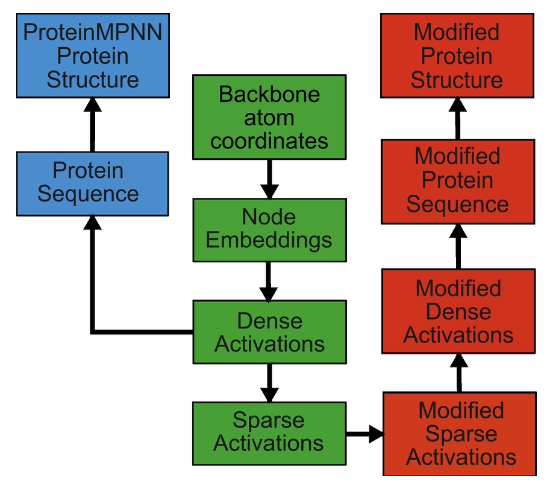 ProteinMPNN
Protein
Structure
Protein
Sequence
Backbone
atom
coordinates
Node
Embeddings
Dense
Activations
Sparse
Activations
Modified
Protein
Structure
Modified
Protein
Sequence
Modified
Dense
Activations
Modified
Sparse
Activations